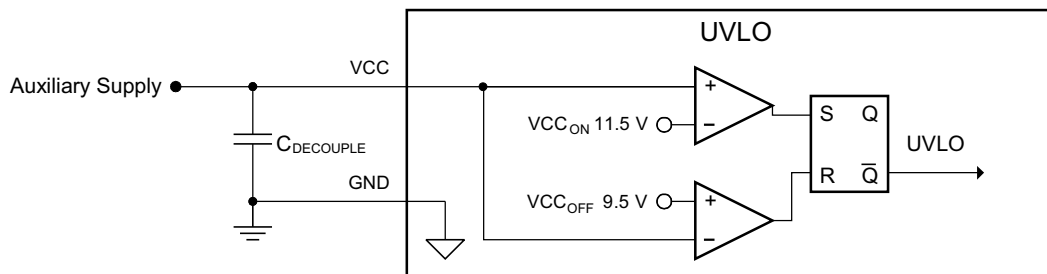 UVLO
Auxiliary Supply
VCC
+
−
VCC_ON 11.5 V
S Q
C_DECOUPLE
UVLO
GND
R Q̅
VCC_OFF 9.5 V
+
−